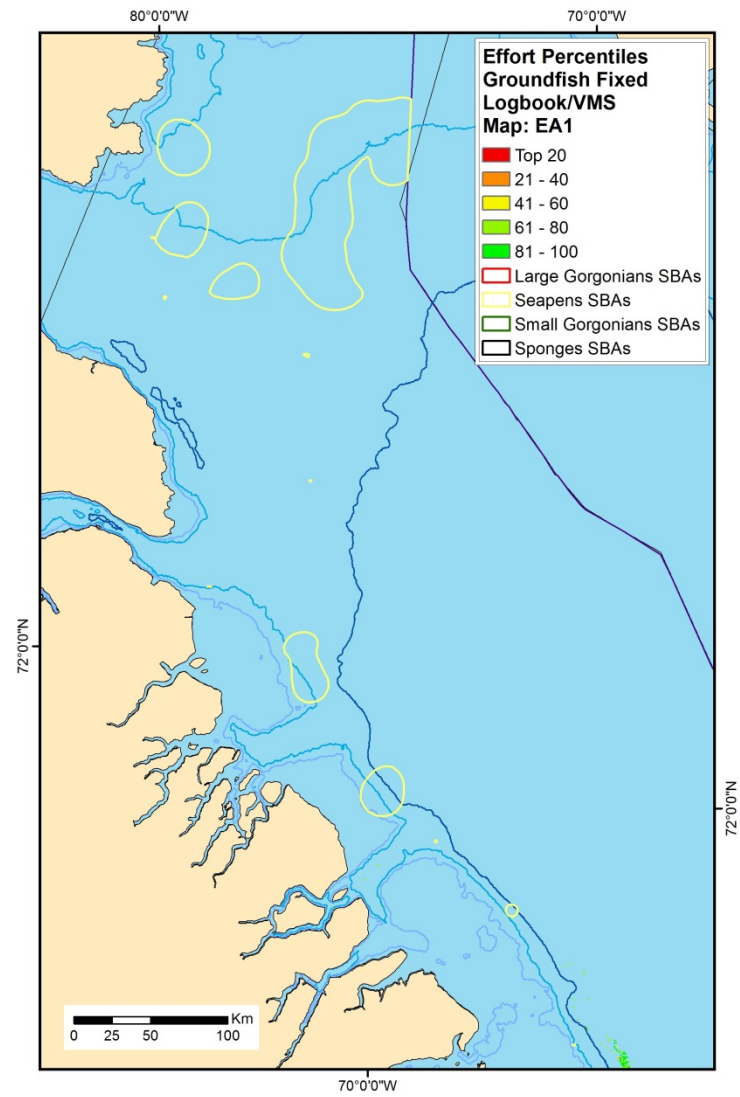 80°0'0"W
70°0'0"W
Effort Percentiles
Groundfish Fixed
Logbook/VMS
Map: EA1
Top 20
21 - 40
41 - 60
61 - 80
81 - 100
Large Gorgonians SBAs
Seapens SBAs
Small Gorgonians SBAs
Sponges SBAs
72°0'0"N
72°0'0"N
Km
0 25 50 100
70°0'0"W